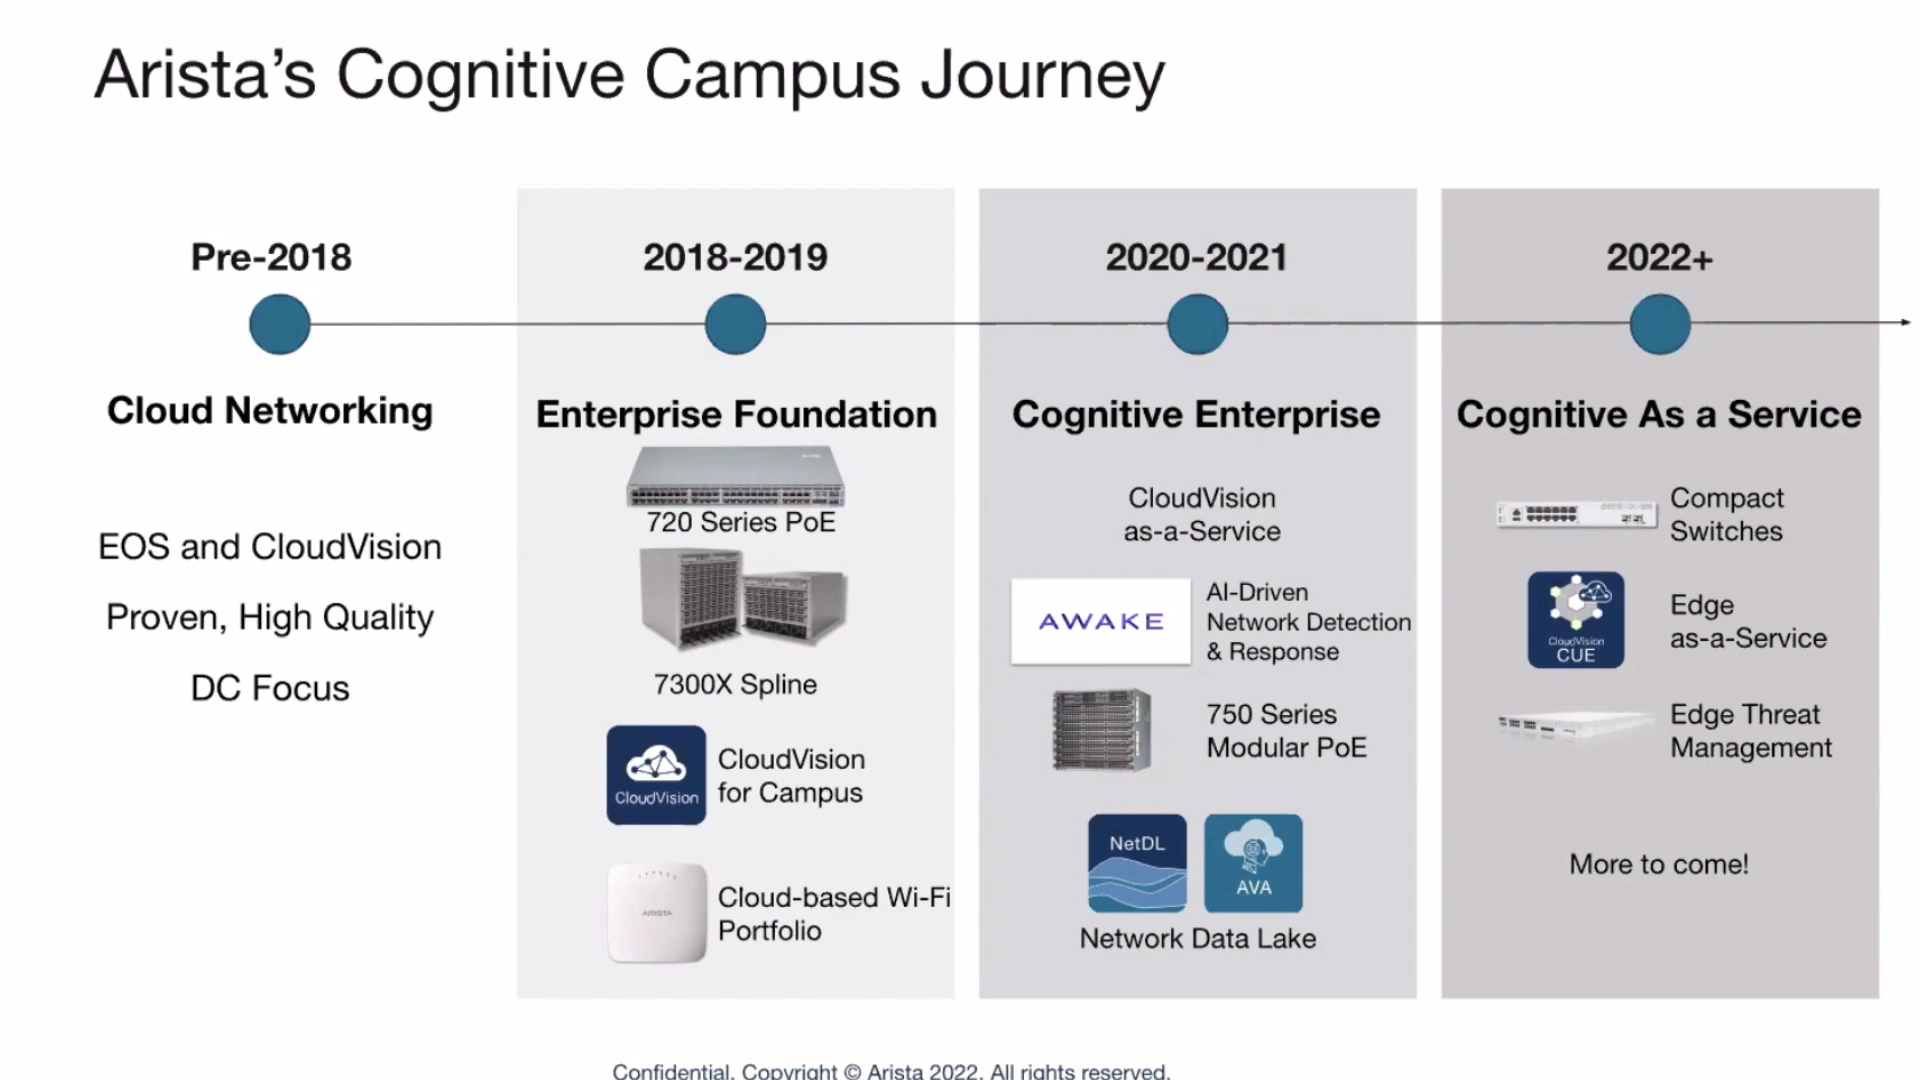 Arista’s Cognitive Campus Journey
Pre-2018
Cloud Networking
EOS and CloudVision
Proven, High Quality
DC Focus
2018-2019
Enterprise Foundation
720 Series PoE
7300X Spline
CloudVision
CloudVision
for Campus
ARISTA
Cloud-based Wi-Fi
Portfolio
2020-2021
Cognitive Enterprise
CloudVision
as-a-Service
AWAKE
AI-Driven
Network Detection
& Response
750 Series
Modular PoE
NetDL
AVA
Network Data Lake
2022+
Cognitive As a Service
Compact
Switches
CloudVision
CUE
Edge
as-a-Service
Edge Threat
Management
More to come!
Confidential. Copyright © Arista 2022. All rights reserved.